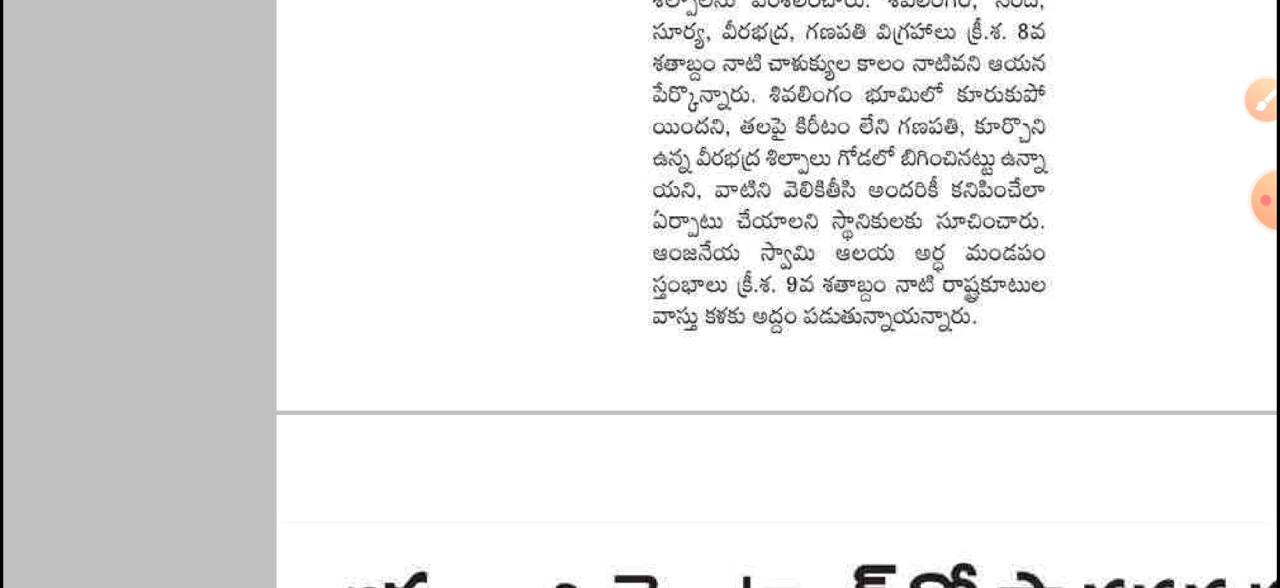 సూర్య, వీరభద్ర, గణపతి విగ్రహాలు క్రీ.శ. 8వ
శతాబ్దం నాటి చాళుక్యుల కాలం నాటివని ఆయన
పేర్కొన్నారు. శివలింగం భూమిలో కూరుకుపో
యిందని, తలపై కిరీటం లేని గణపతి, కూర్చొని
ఉన్న వీరభద్ర శిల్పాలు గోడలో బిగించినట్టు ఉన్నా
యని, వాటిని వెలికితీసి అందరికీ కనిపించేలా
ఏర్పాటు చేయాలని స్థానికులకు సూచించారు.
ఆంజనేయ స్వామి ఆలయ అర్ధ మండపం
స్తంభాలు క్రీ.శ. 9వ శతాబ్దం నాటి రాష్ట్రకూటుల
వాస్తు కళకు అద్దం పడుతున్నాయన్నారు.